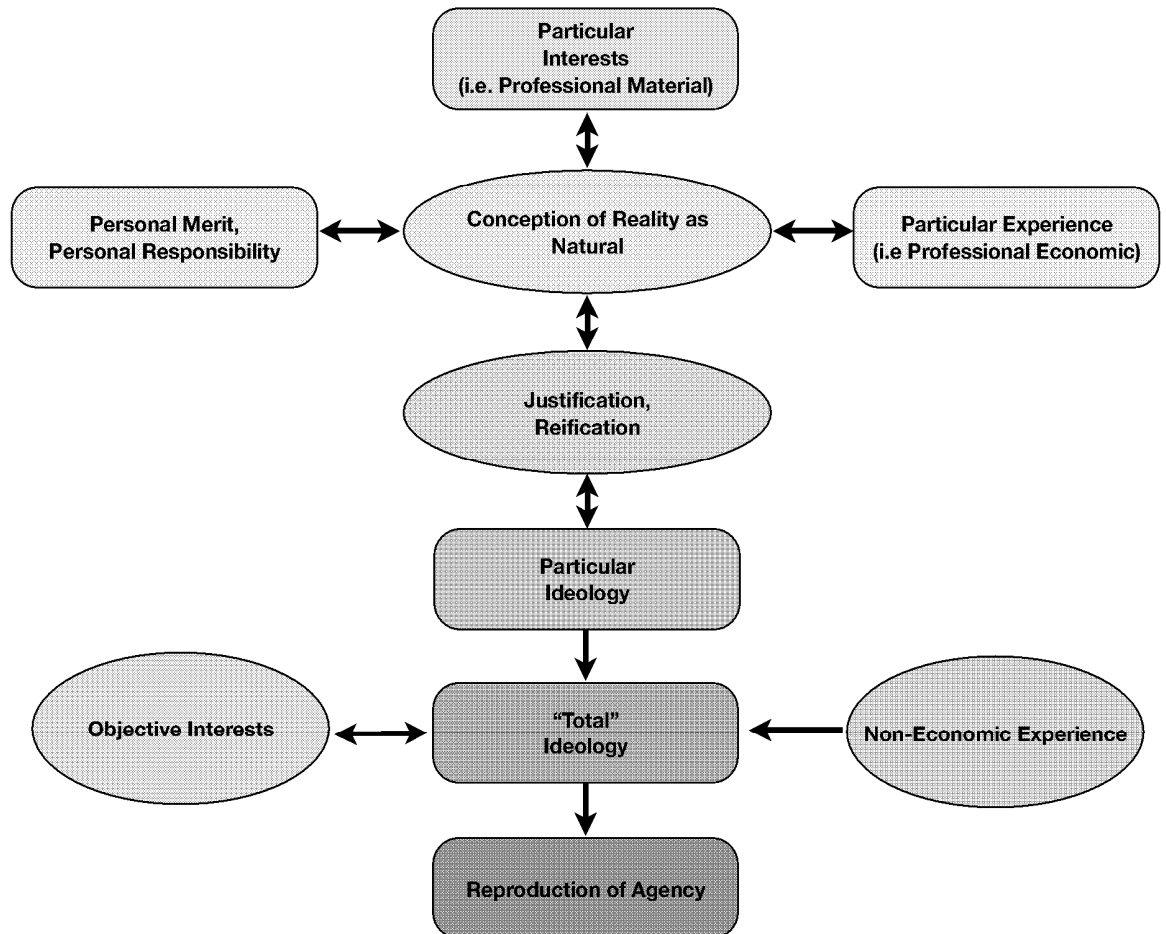 Particular
Interests
(i.e. Professional Material)
Personal Merit,
Personal Responsibility
Conception of Reality as
Natural
Particular Experience
(i.e Professional Economic)
Justification,
Reification
Particular
Ideology
Objective Interests
“Total”
Ideology
Non-Economic Experience
Reproduction of Agency